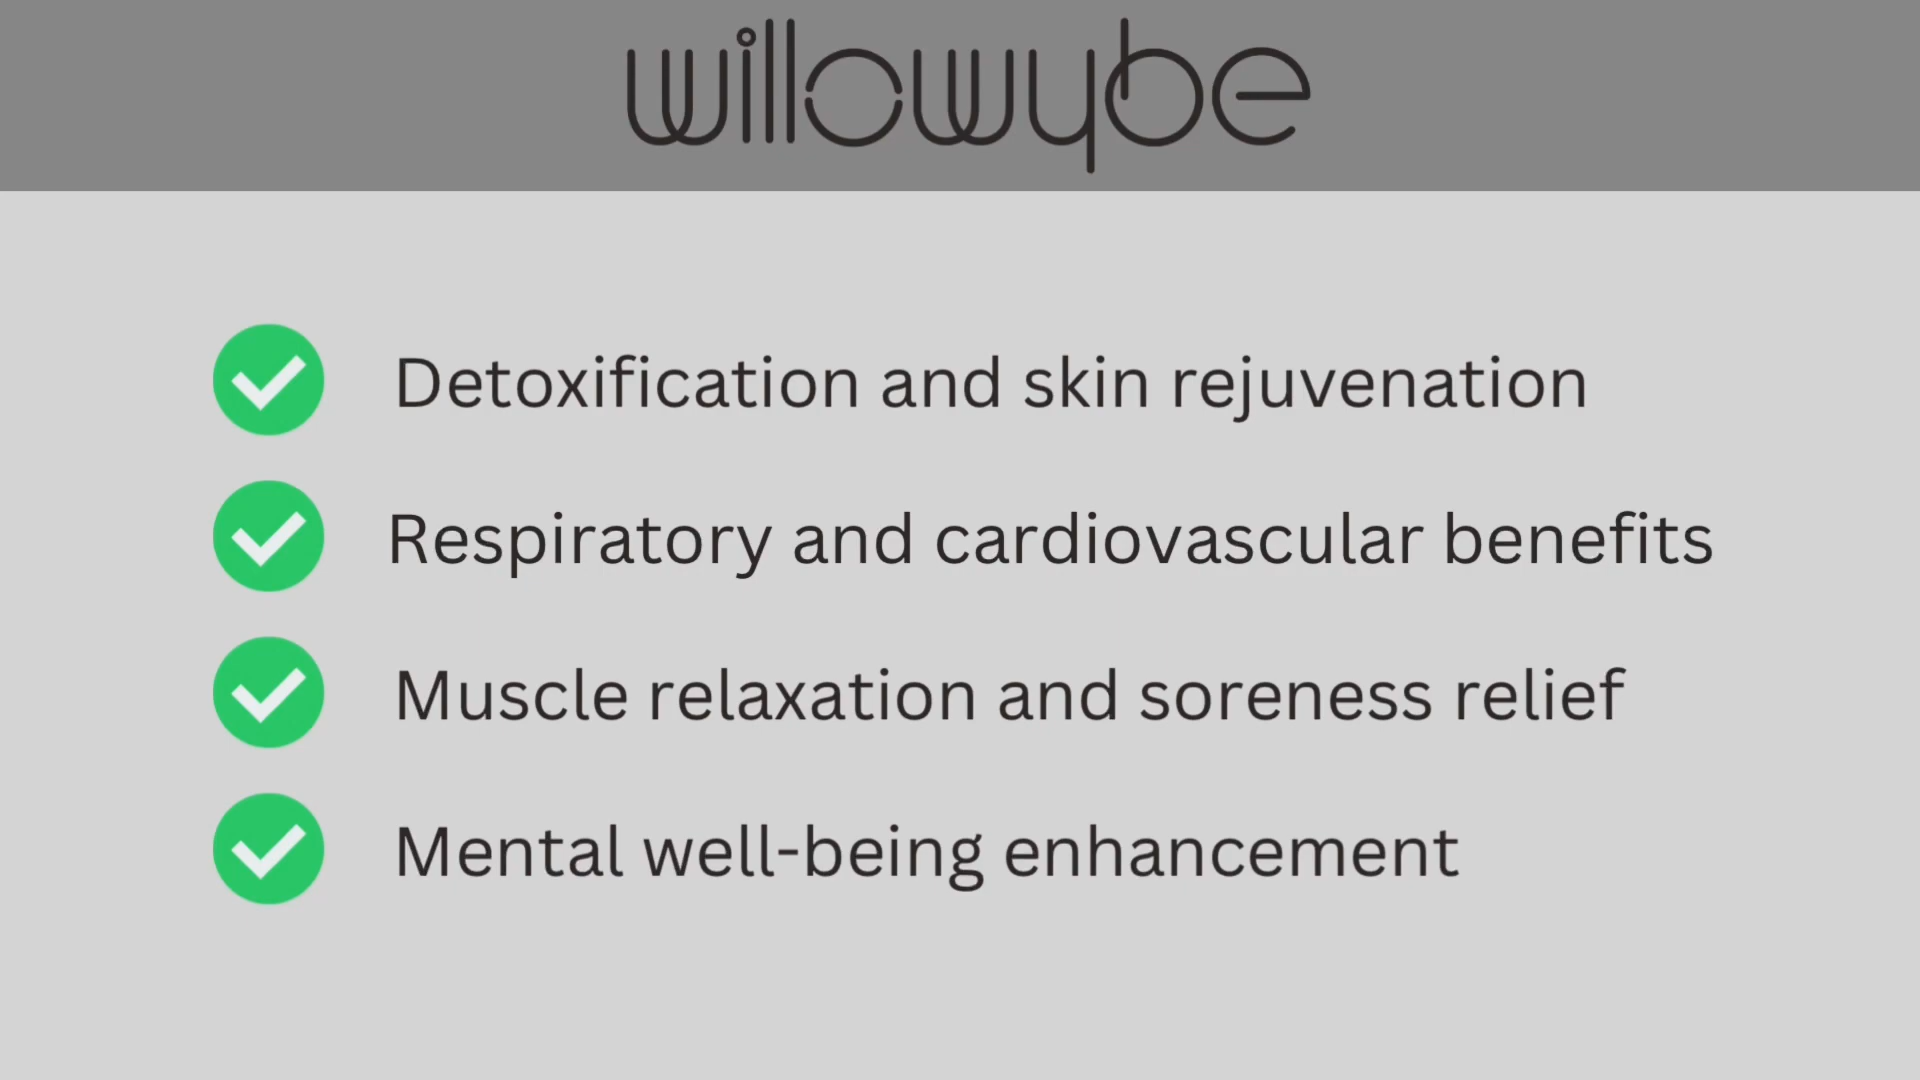 willowybe
Detoxification and skin rejuvenation
Respiratory and cardiovascular benefits
Muscle relaxation and soreness relief
Mental well-being enhancement